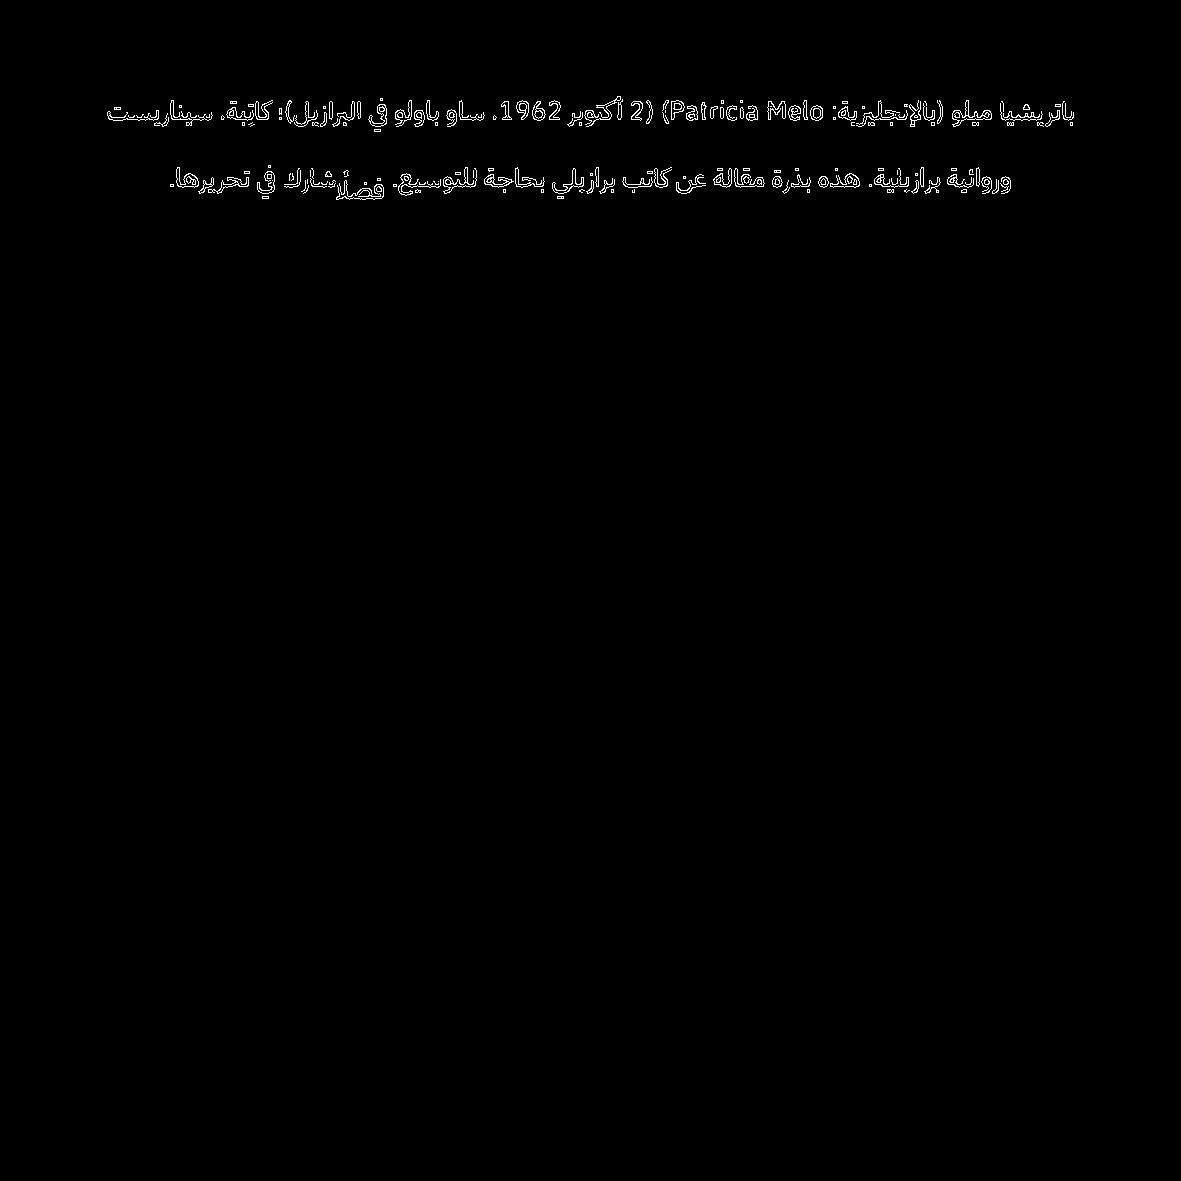 باتريشيا ميلو (بالإنجليزية: Patricia Melo) (2 أكتوبر 1962. ساو باولو في البرازيل)؛ كاتِبة. سيناريست
وروائية برازيلية. هذه بذرة مقالة عن كاتب برازيلي بحاجة للتوسيع. فضلًا شارك في تحريرها.